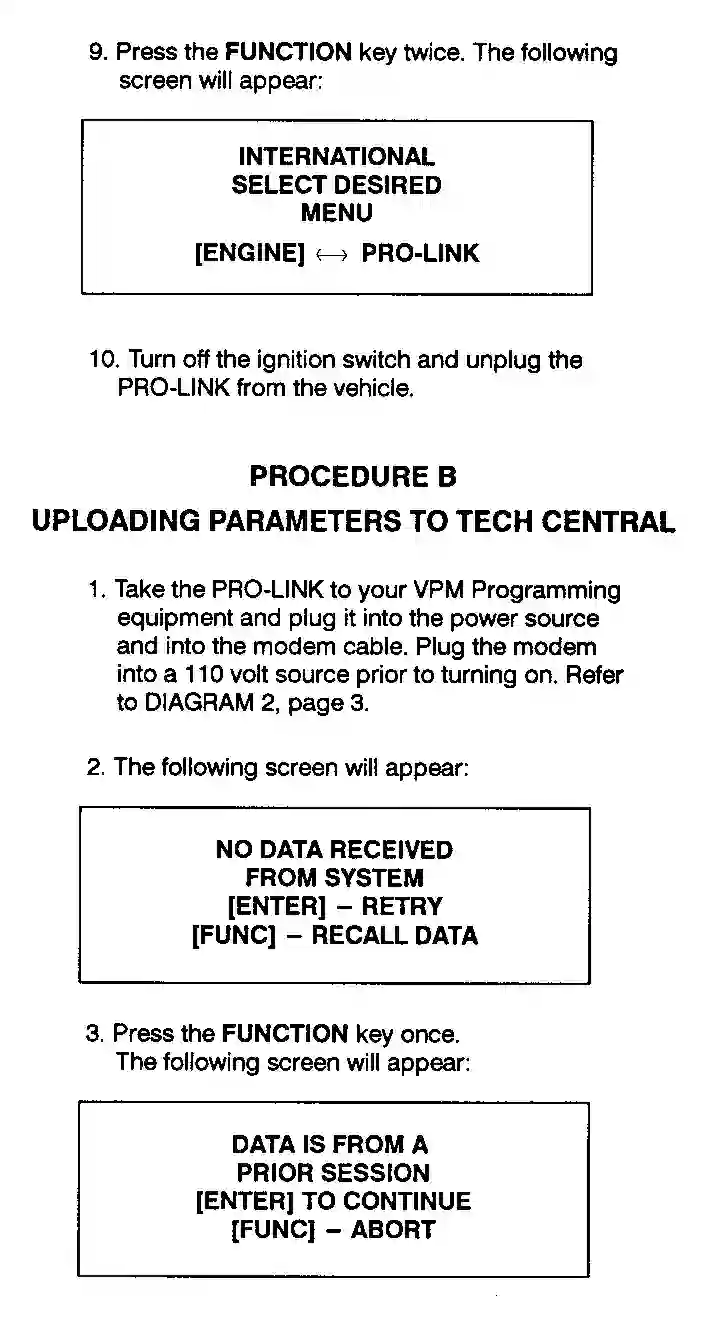 9. Press the FUNCTION key twice. The following
screen will appear:
INTERNATIONAL
SELECT DESIRED
MENU
[ENGINE] ↔ PRO-LINK
10. Turn off the ignition switch and unplug the
PRO-LINK from the vehicle.
PROCEDURE B
UPLOADING PARAMETERS TO TECH CENTRAL
1. Take the PRO-LINK to your VPM Programming
equipment and plug it into the power source
and into the modem cable. Plug the modem
into a 110 volt source prior to turning on. Refer
to DIAGRAM 2, page 3.
2. The following screen will appear:
NO DATA RECEIVED
FROM SYSTEM
[ENTER] – RETRY
[FUNC] – RECALL DATA
3. Press the FUNCTION key once.
The following screen will appear:
DATA IS FROM A
PRIOR SESSION
[ENTER] TO CONTINUE
[FUNC] – ABORT